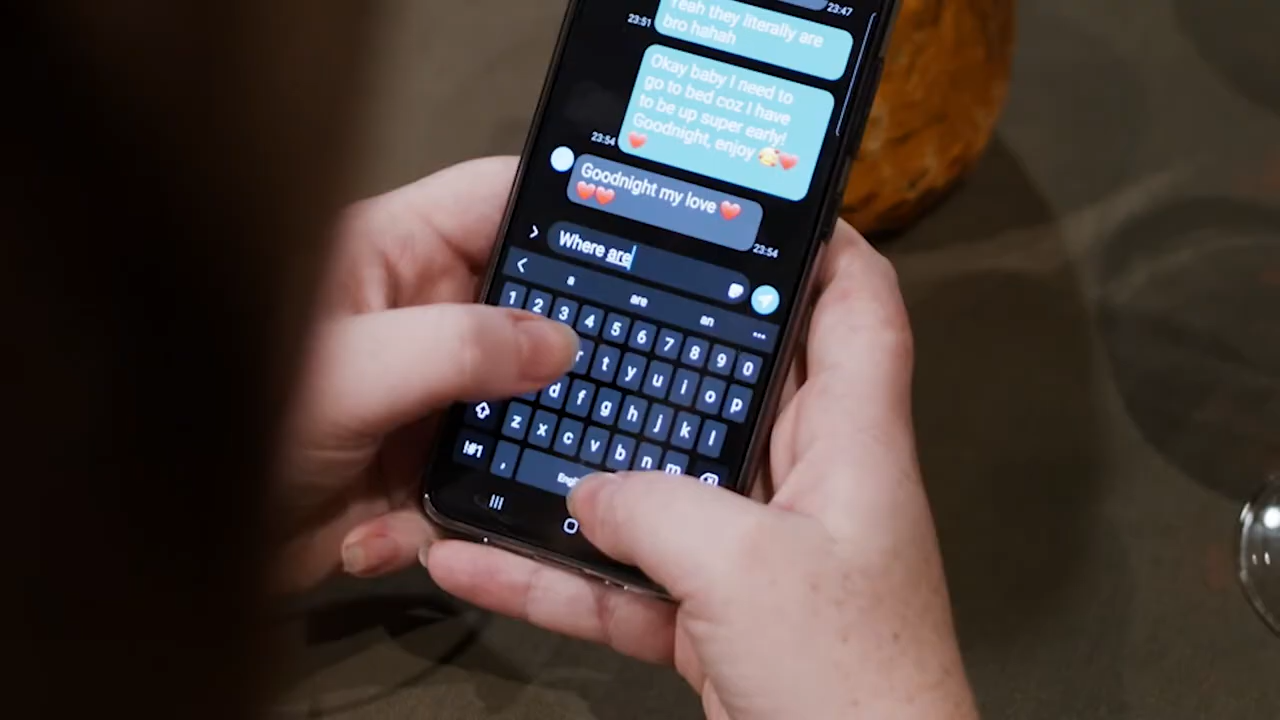 23:47
Yeah they literally are
bro hahah
23:51
Okay baby I need to
go to bed coz I have
to be up super early!
Goodnight, enjoy 🥰❤️
❤️
23:54
Goodnight my love ❤️
❤️❤️
23:54
Where are
a are an
1 2 3 4 5 6 7 8 9 0
r t y u i o p
d f g h j k l
z x c v b n m
!#1 , Engli